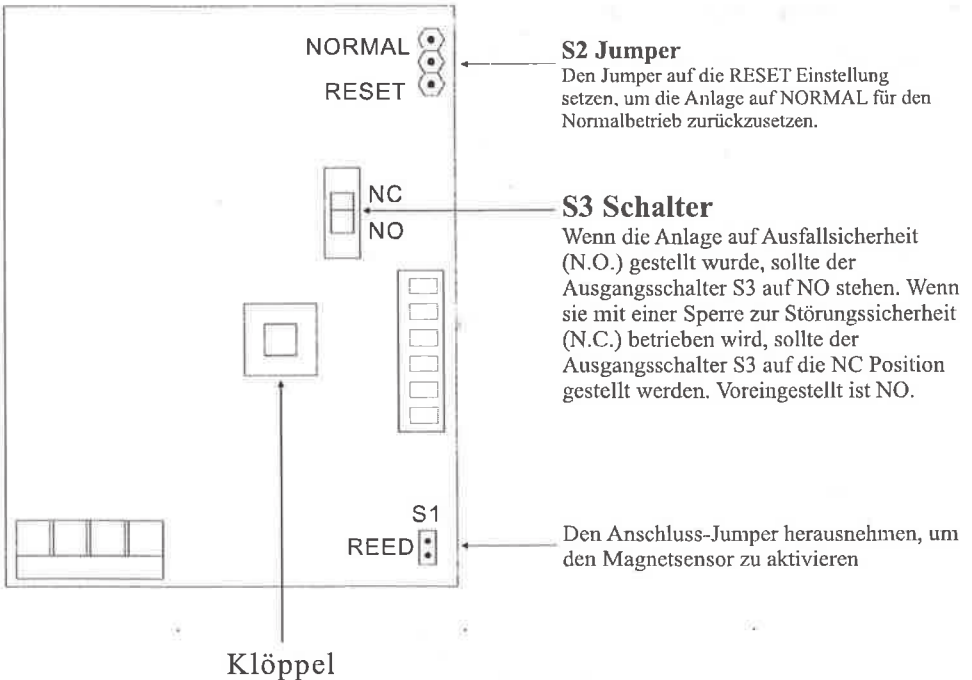 NORMAL
RESET
S2 Jumper
Den Jumper auf die RESET Einstellung
setzen, um die Anlage auf NORMAL für den
Normalbetrieb zurückzusetzen.
NC
NO
S3 Schalter
Wenn die Anlage auf Ausfallsicherheit
(N.O.) gestellt wurde, sollte der
Ausgangsschalter S3 auf NO stehen. Wenn
sie mit einer Sperre zur Störungssicherheit
(N.C.) betrieben wird, sollte der
Ausgangsschalter S3 auf die NC Position
gestellt werden. Voreingestellt ist NO.
S1
REED
Den Anschluss-Jumper herausnehmen, um
den Magnetsensor zu aktivieren
Klöppel